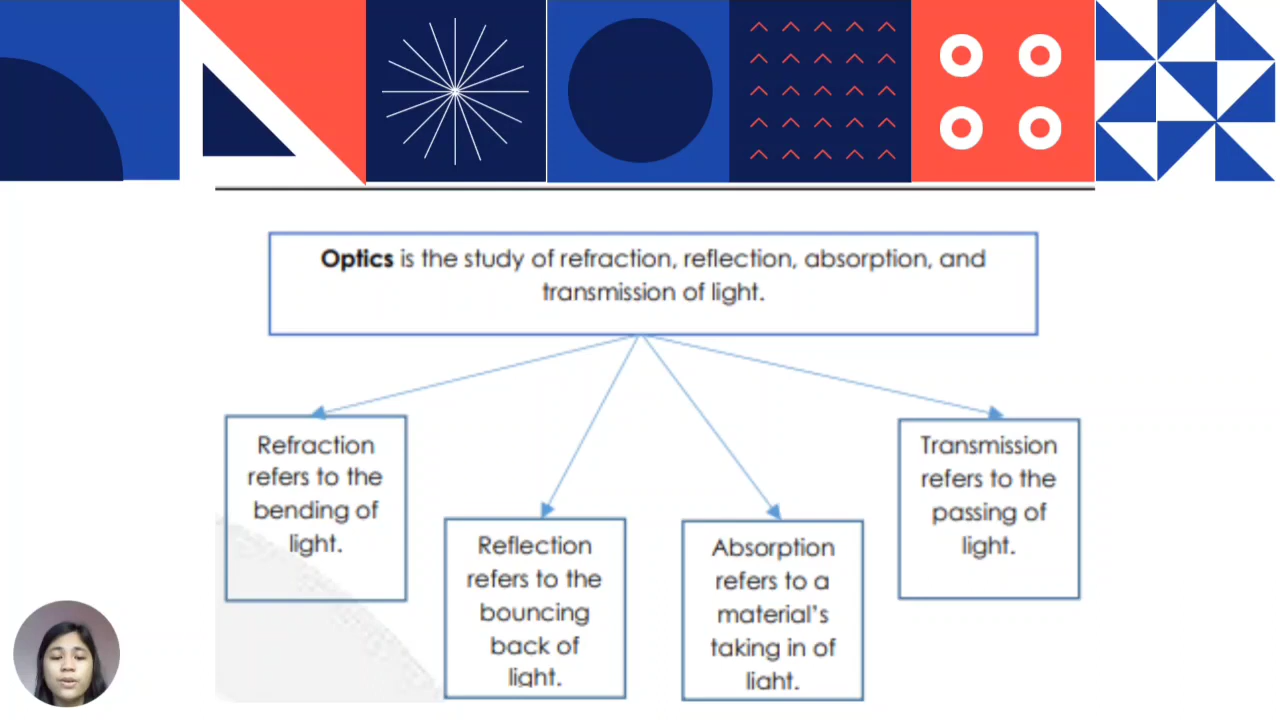 Optics is the study of refraction, reflection, absorption, and
transmission of light.
Refraction
refers to the
bending of
light.
Reflection
refers to the
bouncing
back of
light.
Absorption
refers to a
material's
taking in of
light.
Transmission
refers to the
passing of
light.